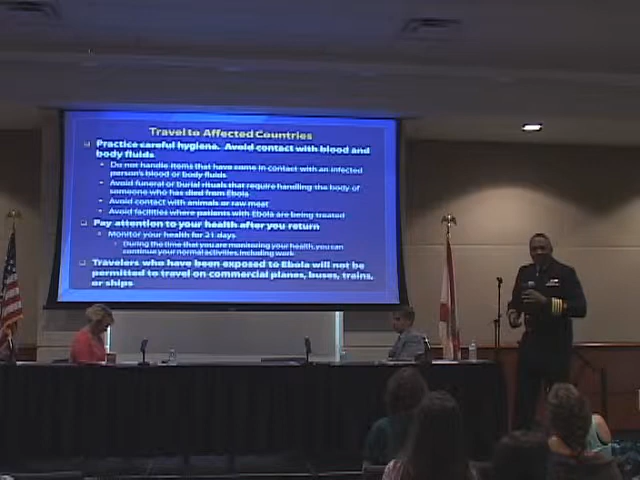 Travel to Affected Countries
Practice careful hygiene. Avoid contact with blood and
body fluids
Do not handle items that have come in contact with an infected
person's blood or body fluids
Avoid funeral or burial rituals that require handling the body of
someone who has died from Ebola
Avoid contact with animals or raw meat
Avoid facilities where patients with Ebola are being treated
Pay attention to your health after you return
Monitor your health for 21 days
During the time that you are monitoring your health, you can
continue your normal activities, including work
Travelers who have been exposed to Ebola will not be
permitted to travel on commercial planes, buses, trains,
or ships